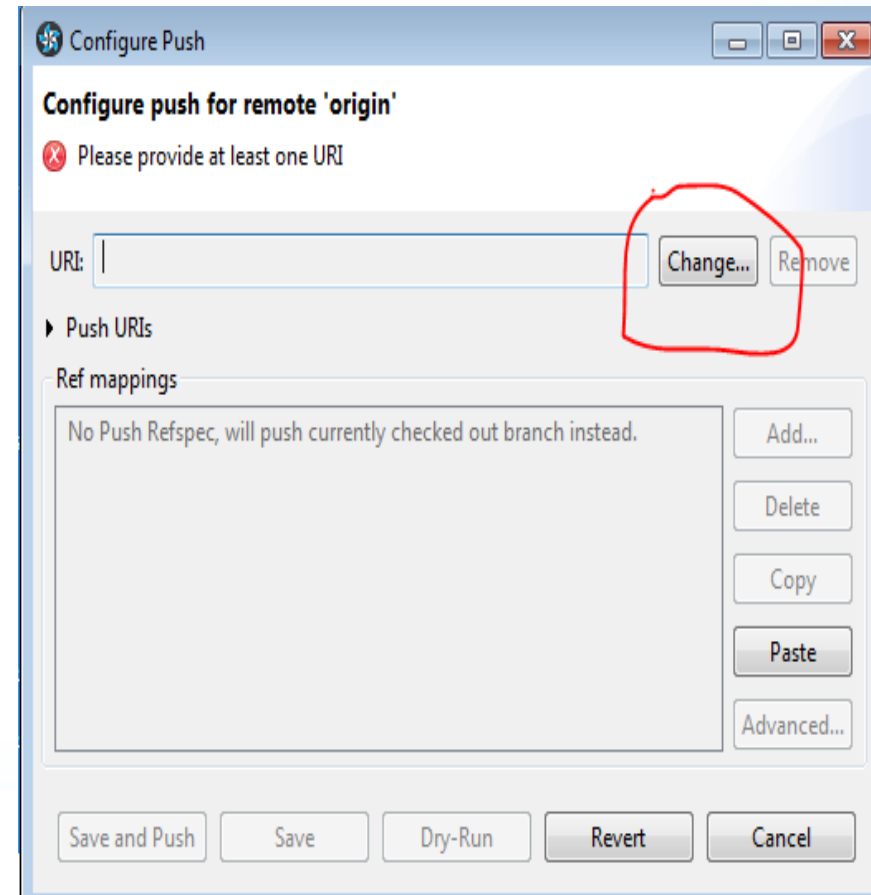 Configure Push
Configure push for remote 'origin'
Please provide at least one URI
URI: Change... Remove
Push URIs
Ref mappings
No Push Refspec, will push currently checked out branch instead.
Add...
Delete
Copy
Paste
Advanced...
Save and Push Save Dry-Run Revert Cancel